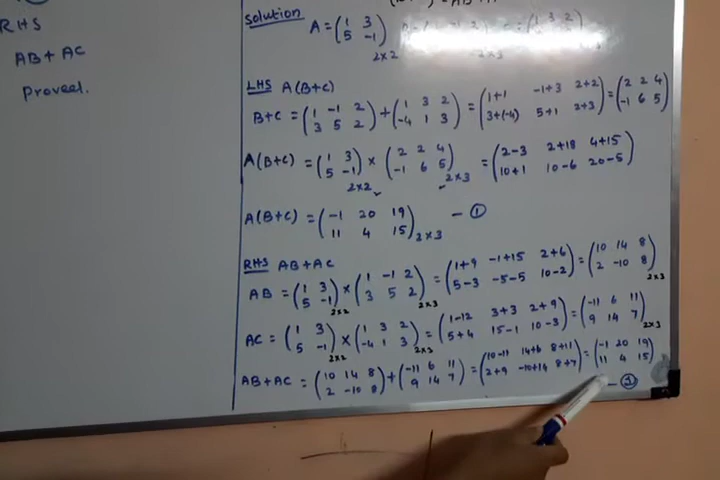 RHS
AB + AC
Proved.
Solution A = (1 3 / 5 -1) 2×2
LHS A(B+C)
B+C = (1 -1 2 / 3 5 2) + (1 3 2 / -4 1 3) = (1+1 -1+3 2+2 / 3+(-4) 5+1 2+3) = (2 2 4 / -1 6 5)
A(B+C) = (1 3 / 5 -1) 2×2 × (2 2 4 / -1 6 5) 2×3 = (2-3 2+18 4+15 / 10+1 10-6 20-5)
A(B+C) = (-1 20 19 / 11 4 15) 2×3 — ①
RHS AB + AC
AB = (1 3 / 5 -1) 2×2 × (1 -1 2 / 3 5 2) 2×3 = (1+9 -1+15 2+6 / 5-3 -5-5 10-2) = (10 14 8 / 2 -10 8) 2×3
AC = (1 3 / 5 -1) 2×2 × (1 3 2 / -4 1 3) 2×3 = (1-12 3+3 2+9 / 5+4 15-1 10-3) = (-11 6 11 / 9 14 7) 2×3
AB+AC = (10 14 8 / 2 -10 8) + (-11 6 11 / 9 14 7) = (10-11 14+6 8+11 / 2+9 -10+14 8+7) = (-1 20 19 / 11 4 15)